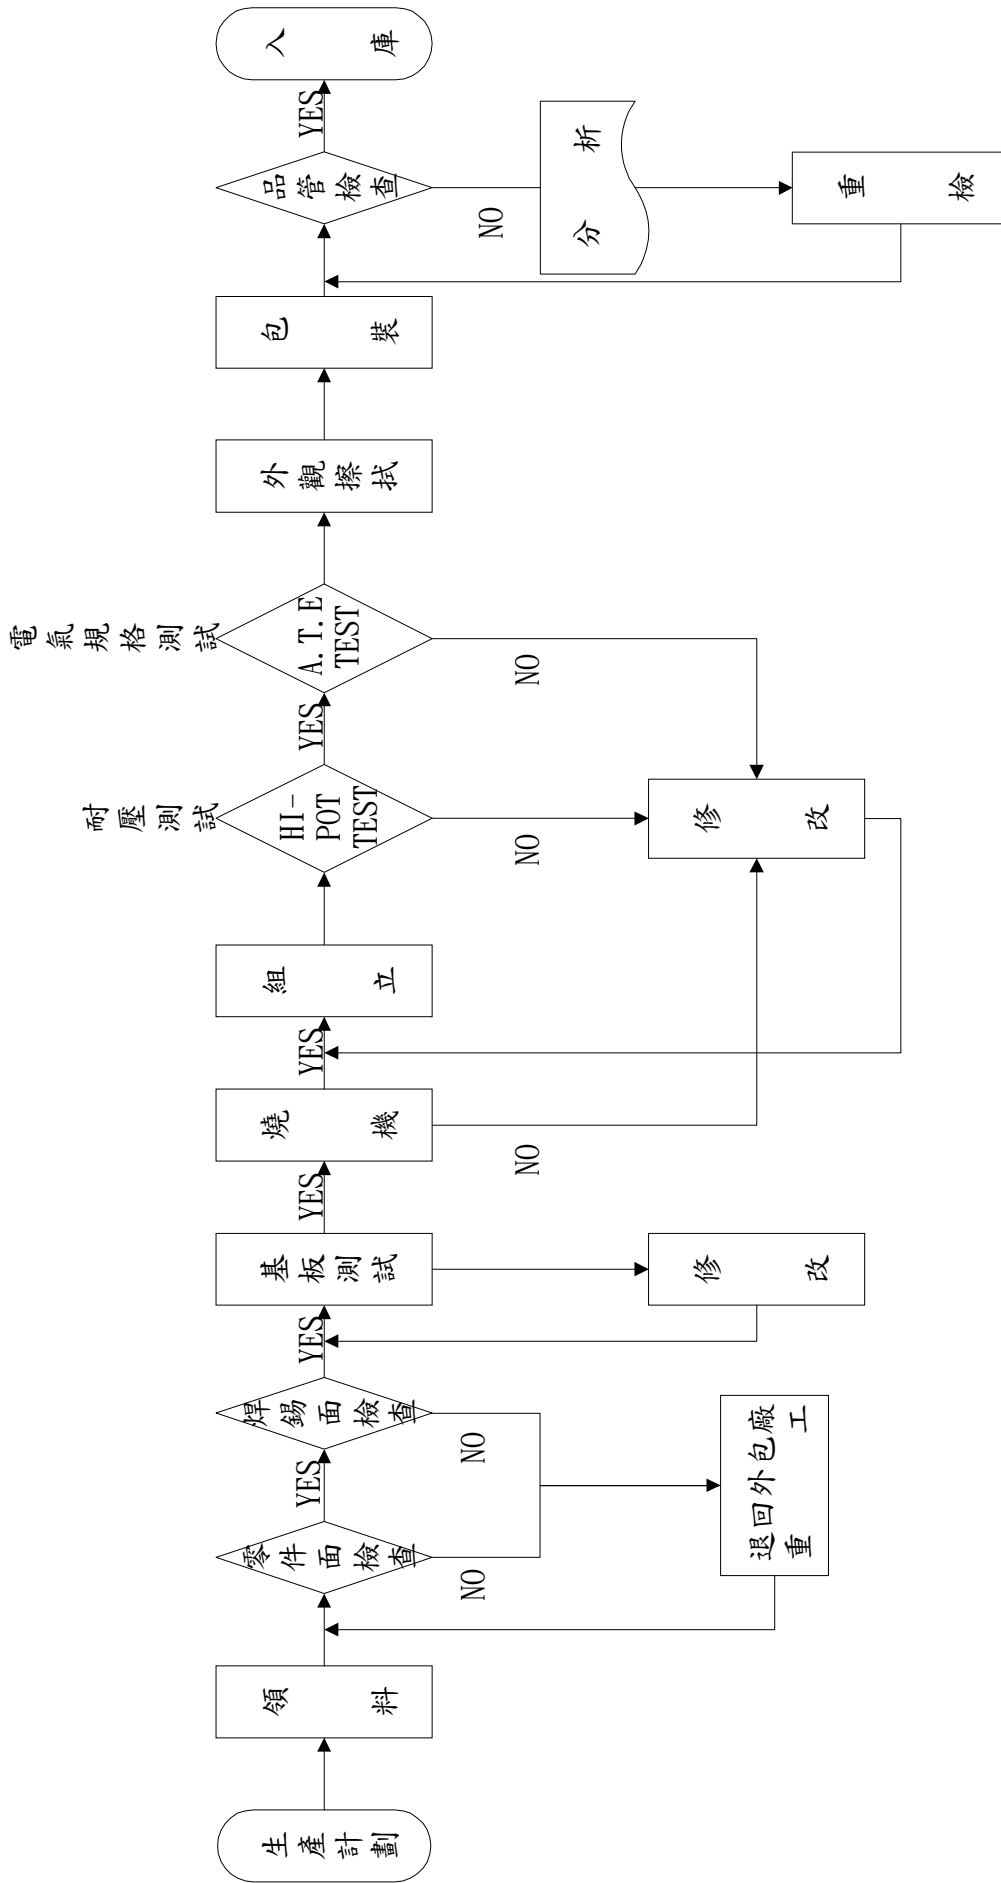 生產計劃
領料
零件面檢查
NO
YES
焊錫面檢查
NO
退回外包廠
重工
YES
基板測試
修改
YES
燒機
NO
YES
組立
耐壓測試
HI-
POT
TEST
NO
修改
YES
電氣規格測試
A.T.E
TEST
NO
外觀擦拭
包裝
品管檢查
NO
分析
重檢
YES
入庫